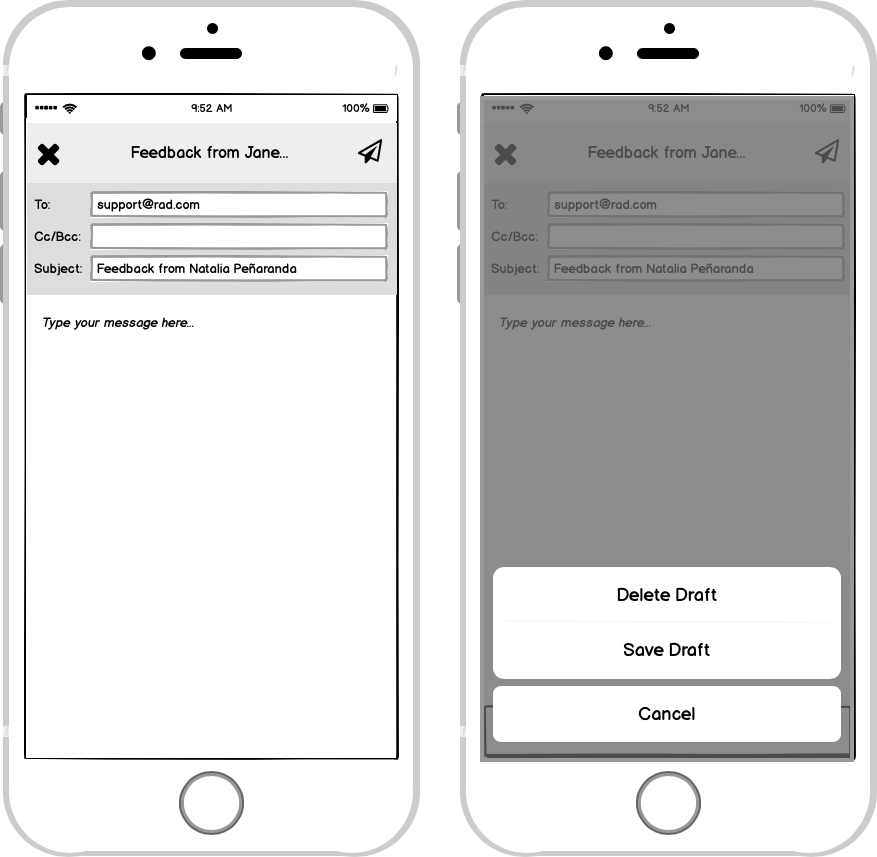 9:52 AM 100%
Feedback from Jane...
To: support@rad.com
Cc/Bcc:
Subject: Feedback from Natalia Peñaranda
Type your message here...
9:52 AM 100%
Feedback from Jane...
To: support@rad.com
Cc/Bcc:
Subject: Feedback from Natalia Peñaranda
Type your message here...
Delete Draft
Save Draft
Cancel